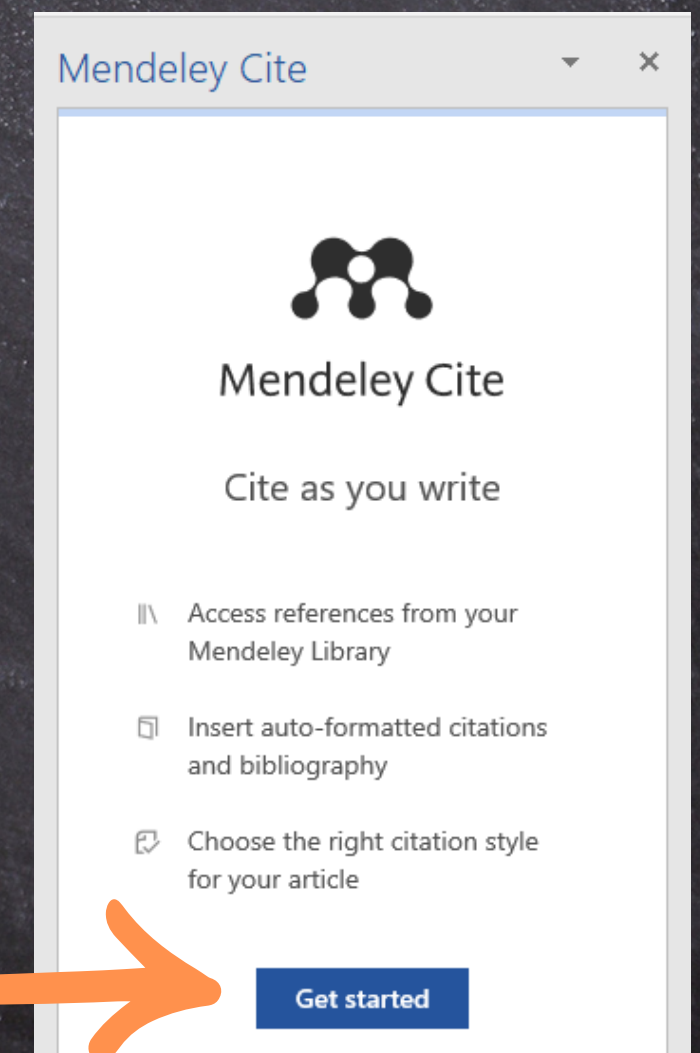 Mendeley Cite
Mendeley Cite
Cite as you write
Access references from your
Mendeley Library
Insert auto-formatted citations
and bibliography
Choose the right citation style
for your article
Get started